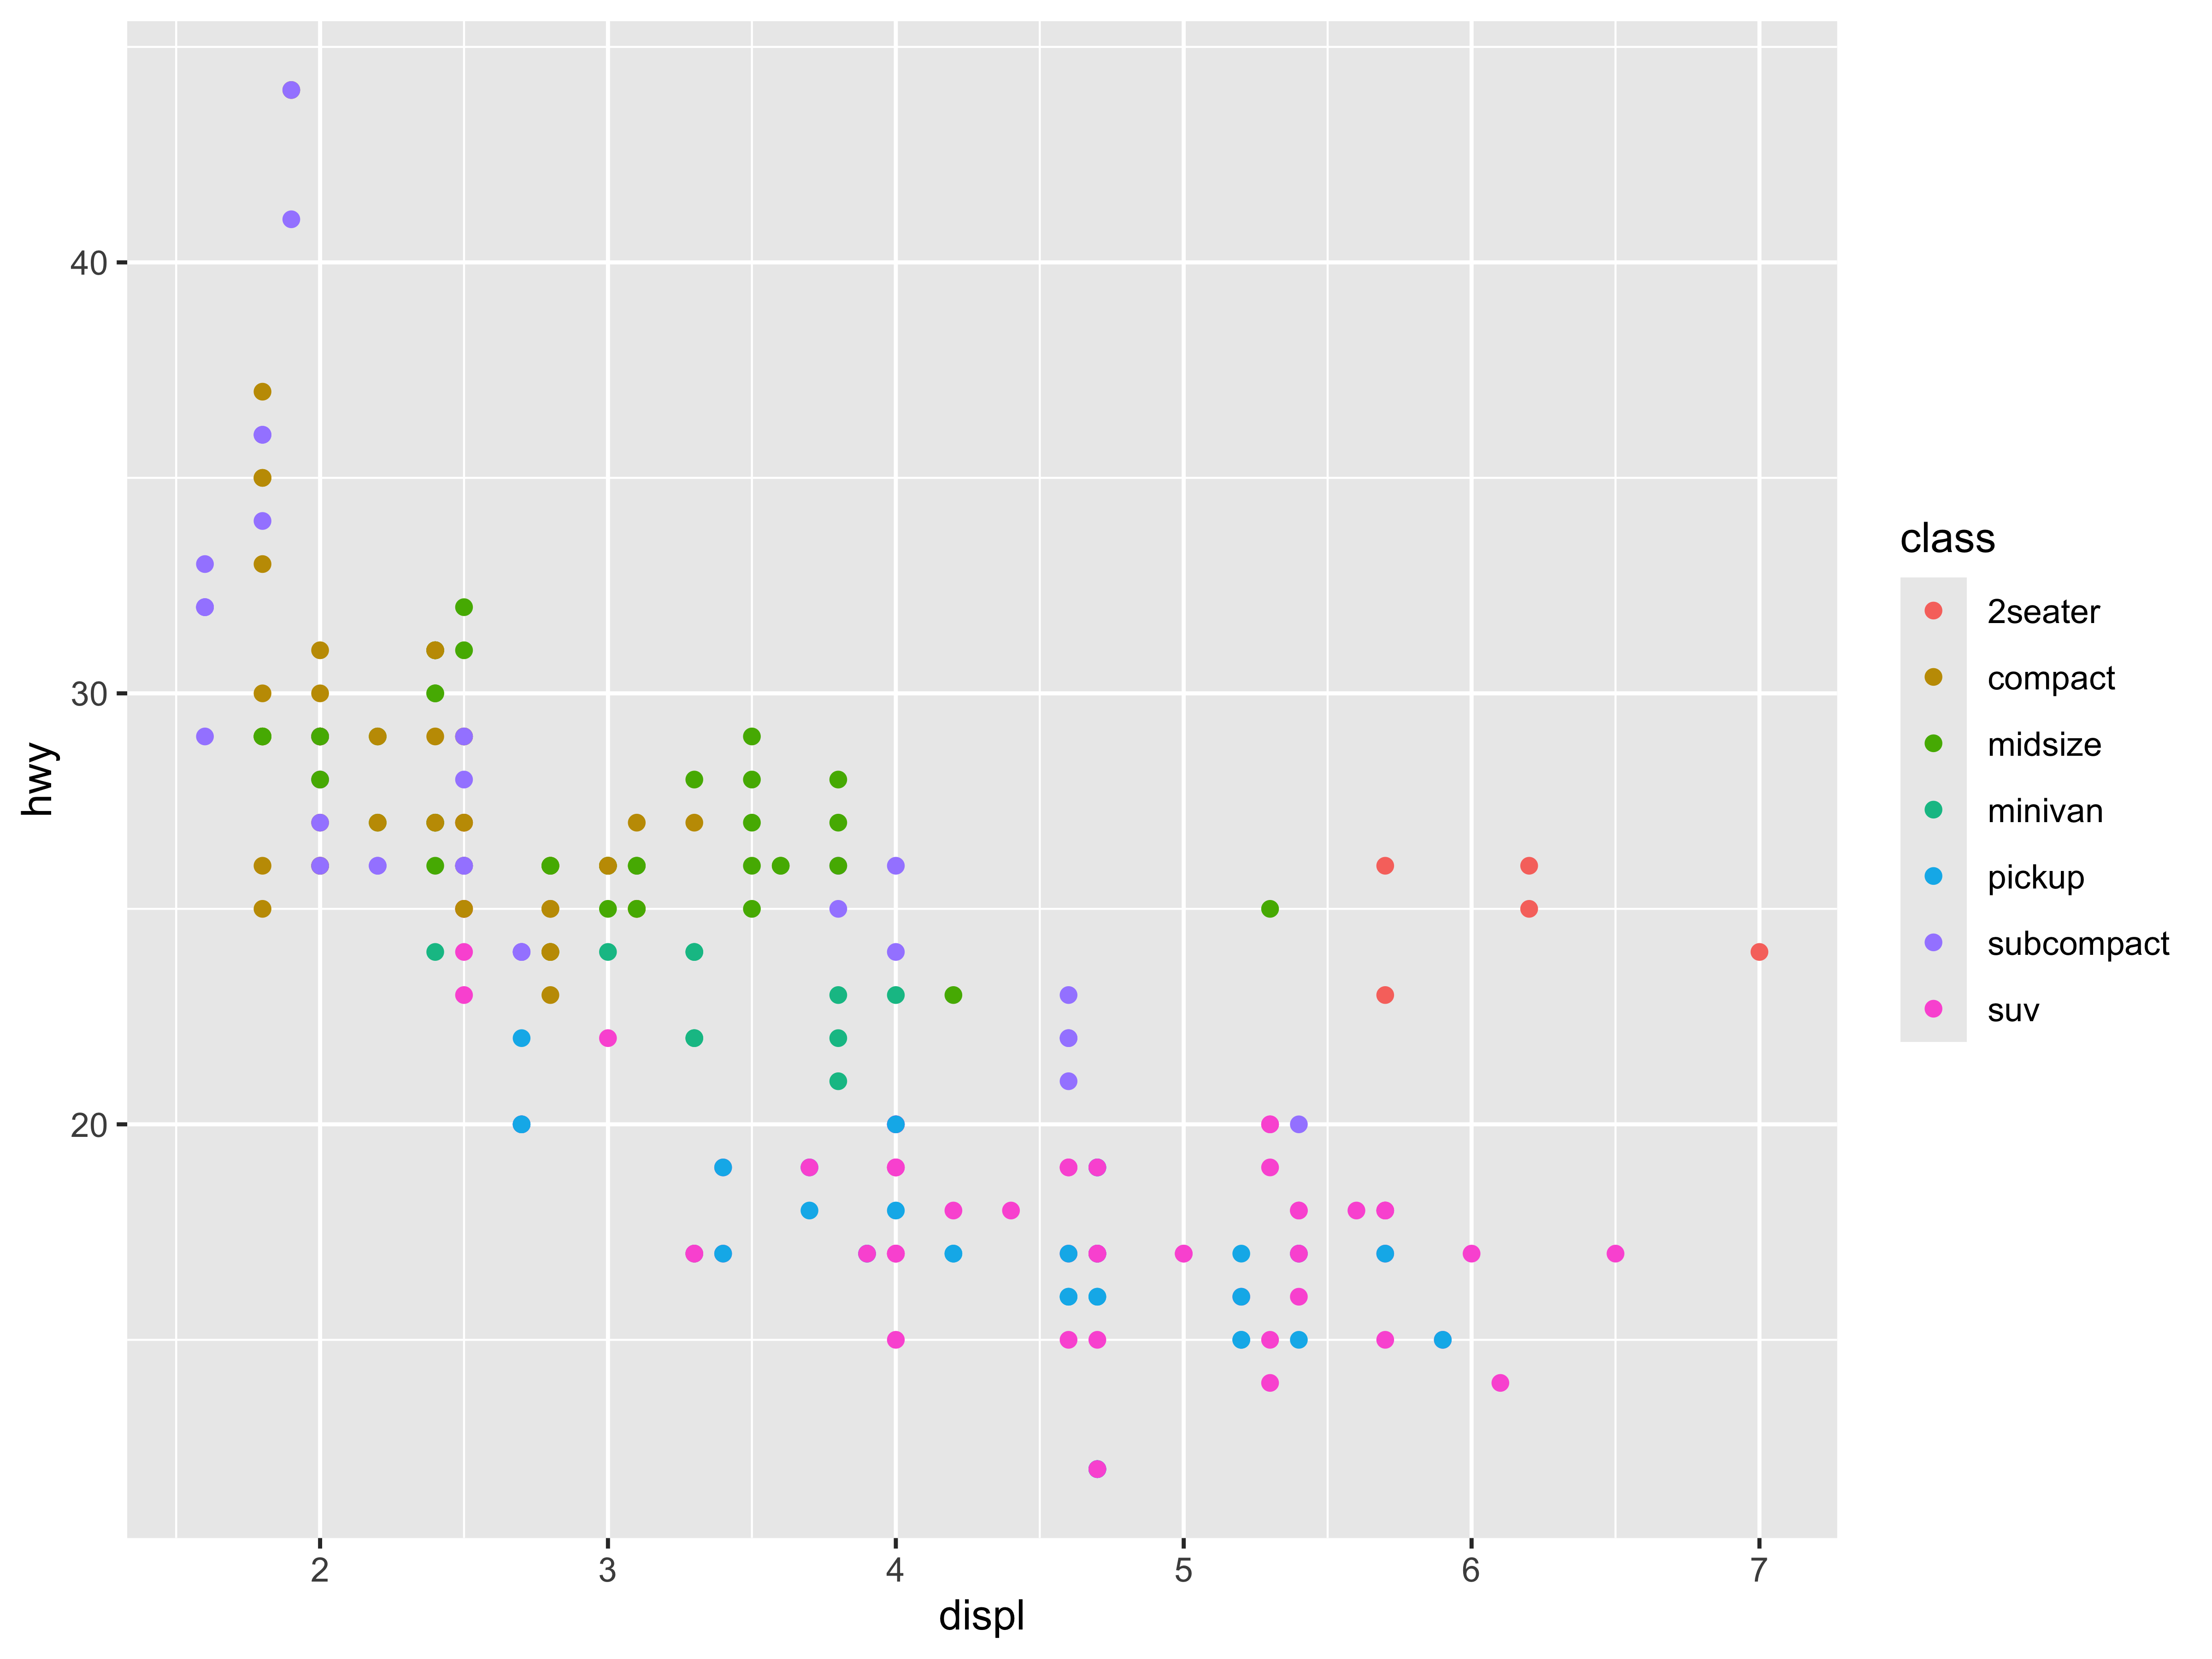 hwy
40
30
20
2
3
4
5
6
7
displ
class
2seater
compact
midsize
minivan
pickup
subcompact
suv